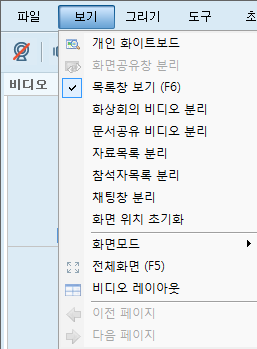 파일 보기 그리기 도구
비디오
개인 화이트보드
화면공유창 분리
목록창 보기 (F6)
화상회의 비디오 분리
문서공유 비디오 분리
자료목록 분리
참석자목록 분리
채팅창 분리
화면 위치 초기화
화면모드
전체화면 (F5)
비디오 레이아웃
이전 페이지
다음 페이지